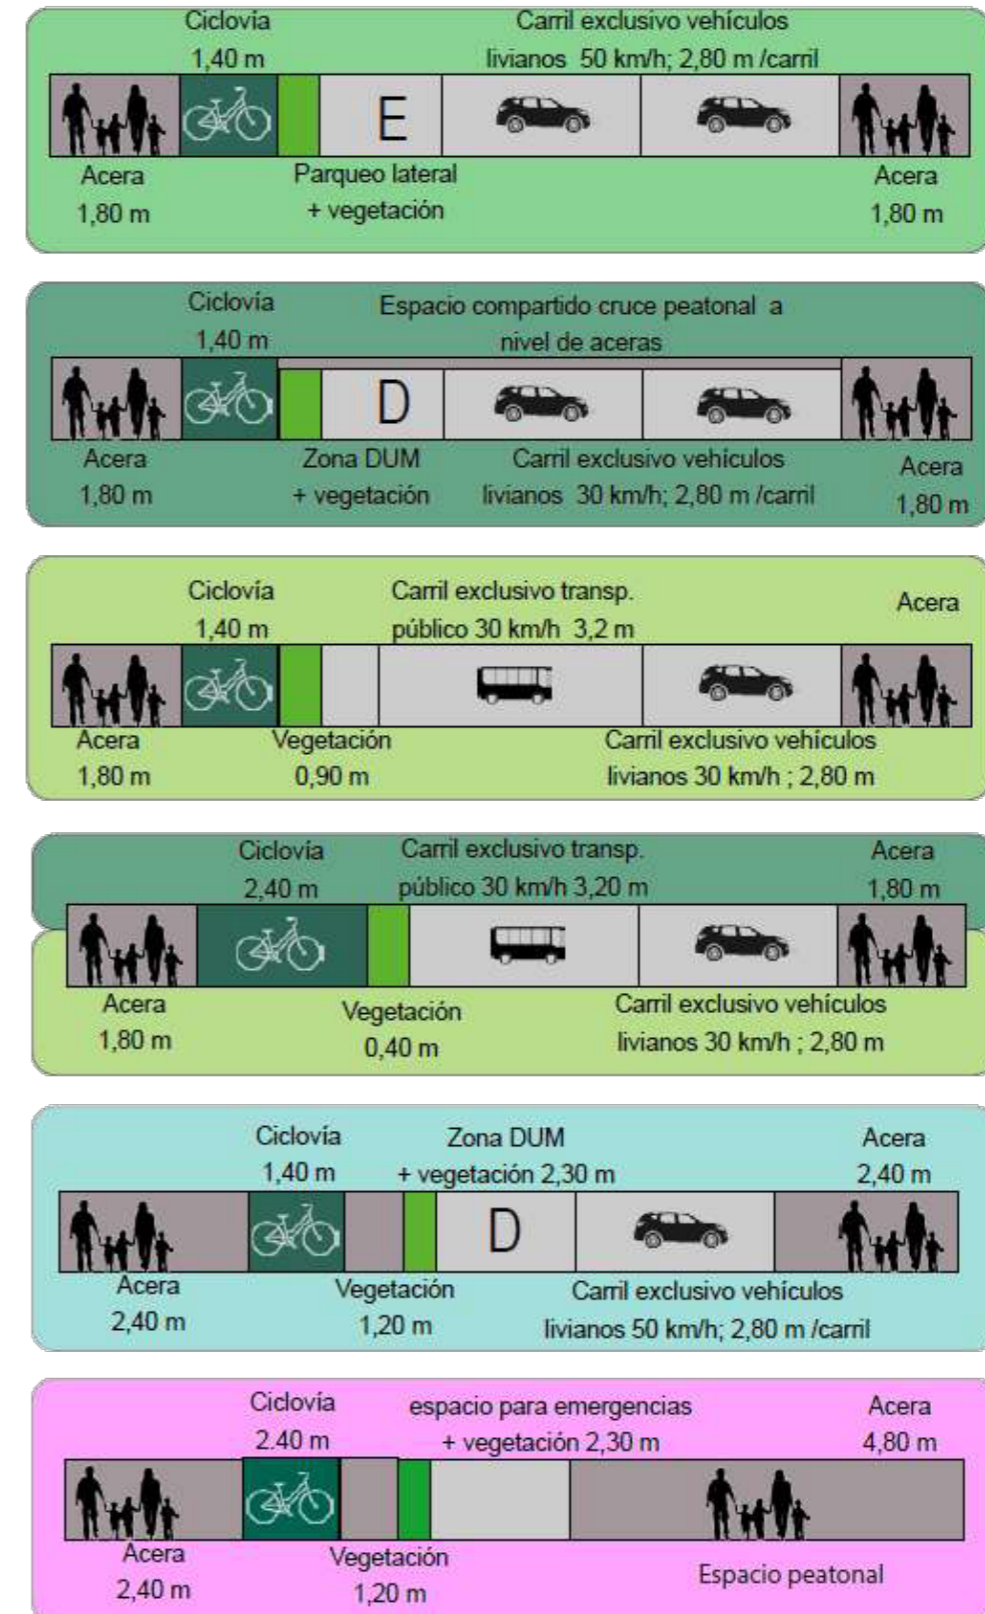 Ciclovía
1,40 m
Carril exclusivo vehículos
livianos 50 km/h; 2,80 m /carril
E
Acera
1,80 m
Parqueo lateral
+ vegetación
Acera
1,80 m
Ciclovía
1,40 m
Espacio compartido cruce peatonal a
nivel de aceras
D
Acera
1,80 m
Zona DUM
+ vegetación
Carril exclusivo vehículos
livianos 30 km/h; 2,80 m /carril
Acera
1,80 m
Ciclovía
1,40 m
Carril exclusivo transp.
público 30 km/h 3,2 m
Acera
Acera
1,80 m
Vegetación
0,90 m
Carril exclusivo vehículos
livianos 30 km/h ; 2,80 m
Ciclovía
2,40 m
Carril exclusivo transp.
público 30 km/h 3,20 m
Acera
1,80 m
Acera
1,80 m
Vegetación
0,40 m
Carril exclusivo vehículos
livianos 30 km/h ; 2,80 m
Ciclovía
1,40 m
Zona DUM
+ vegetación 2,30 m
Acera
2,40 m
D
Acera
2,40 m
Vegetación
1,20 m
Carril exclusivo vehículos
livianos 50 km/h; 2,80 m /carril
Ciclovía
2.40 m
espacio para emergencias
+ vegetación 2,30 m
Acera
4,80 m
Acera
2,40 m
Vegetación
1,20 m
Espacio peatonal